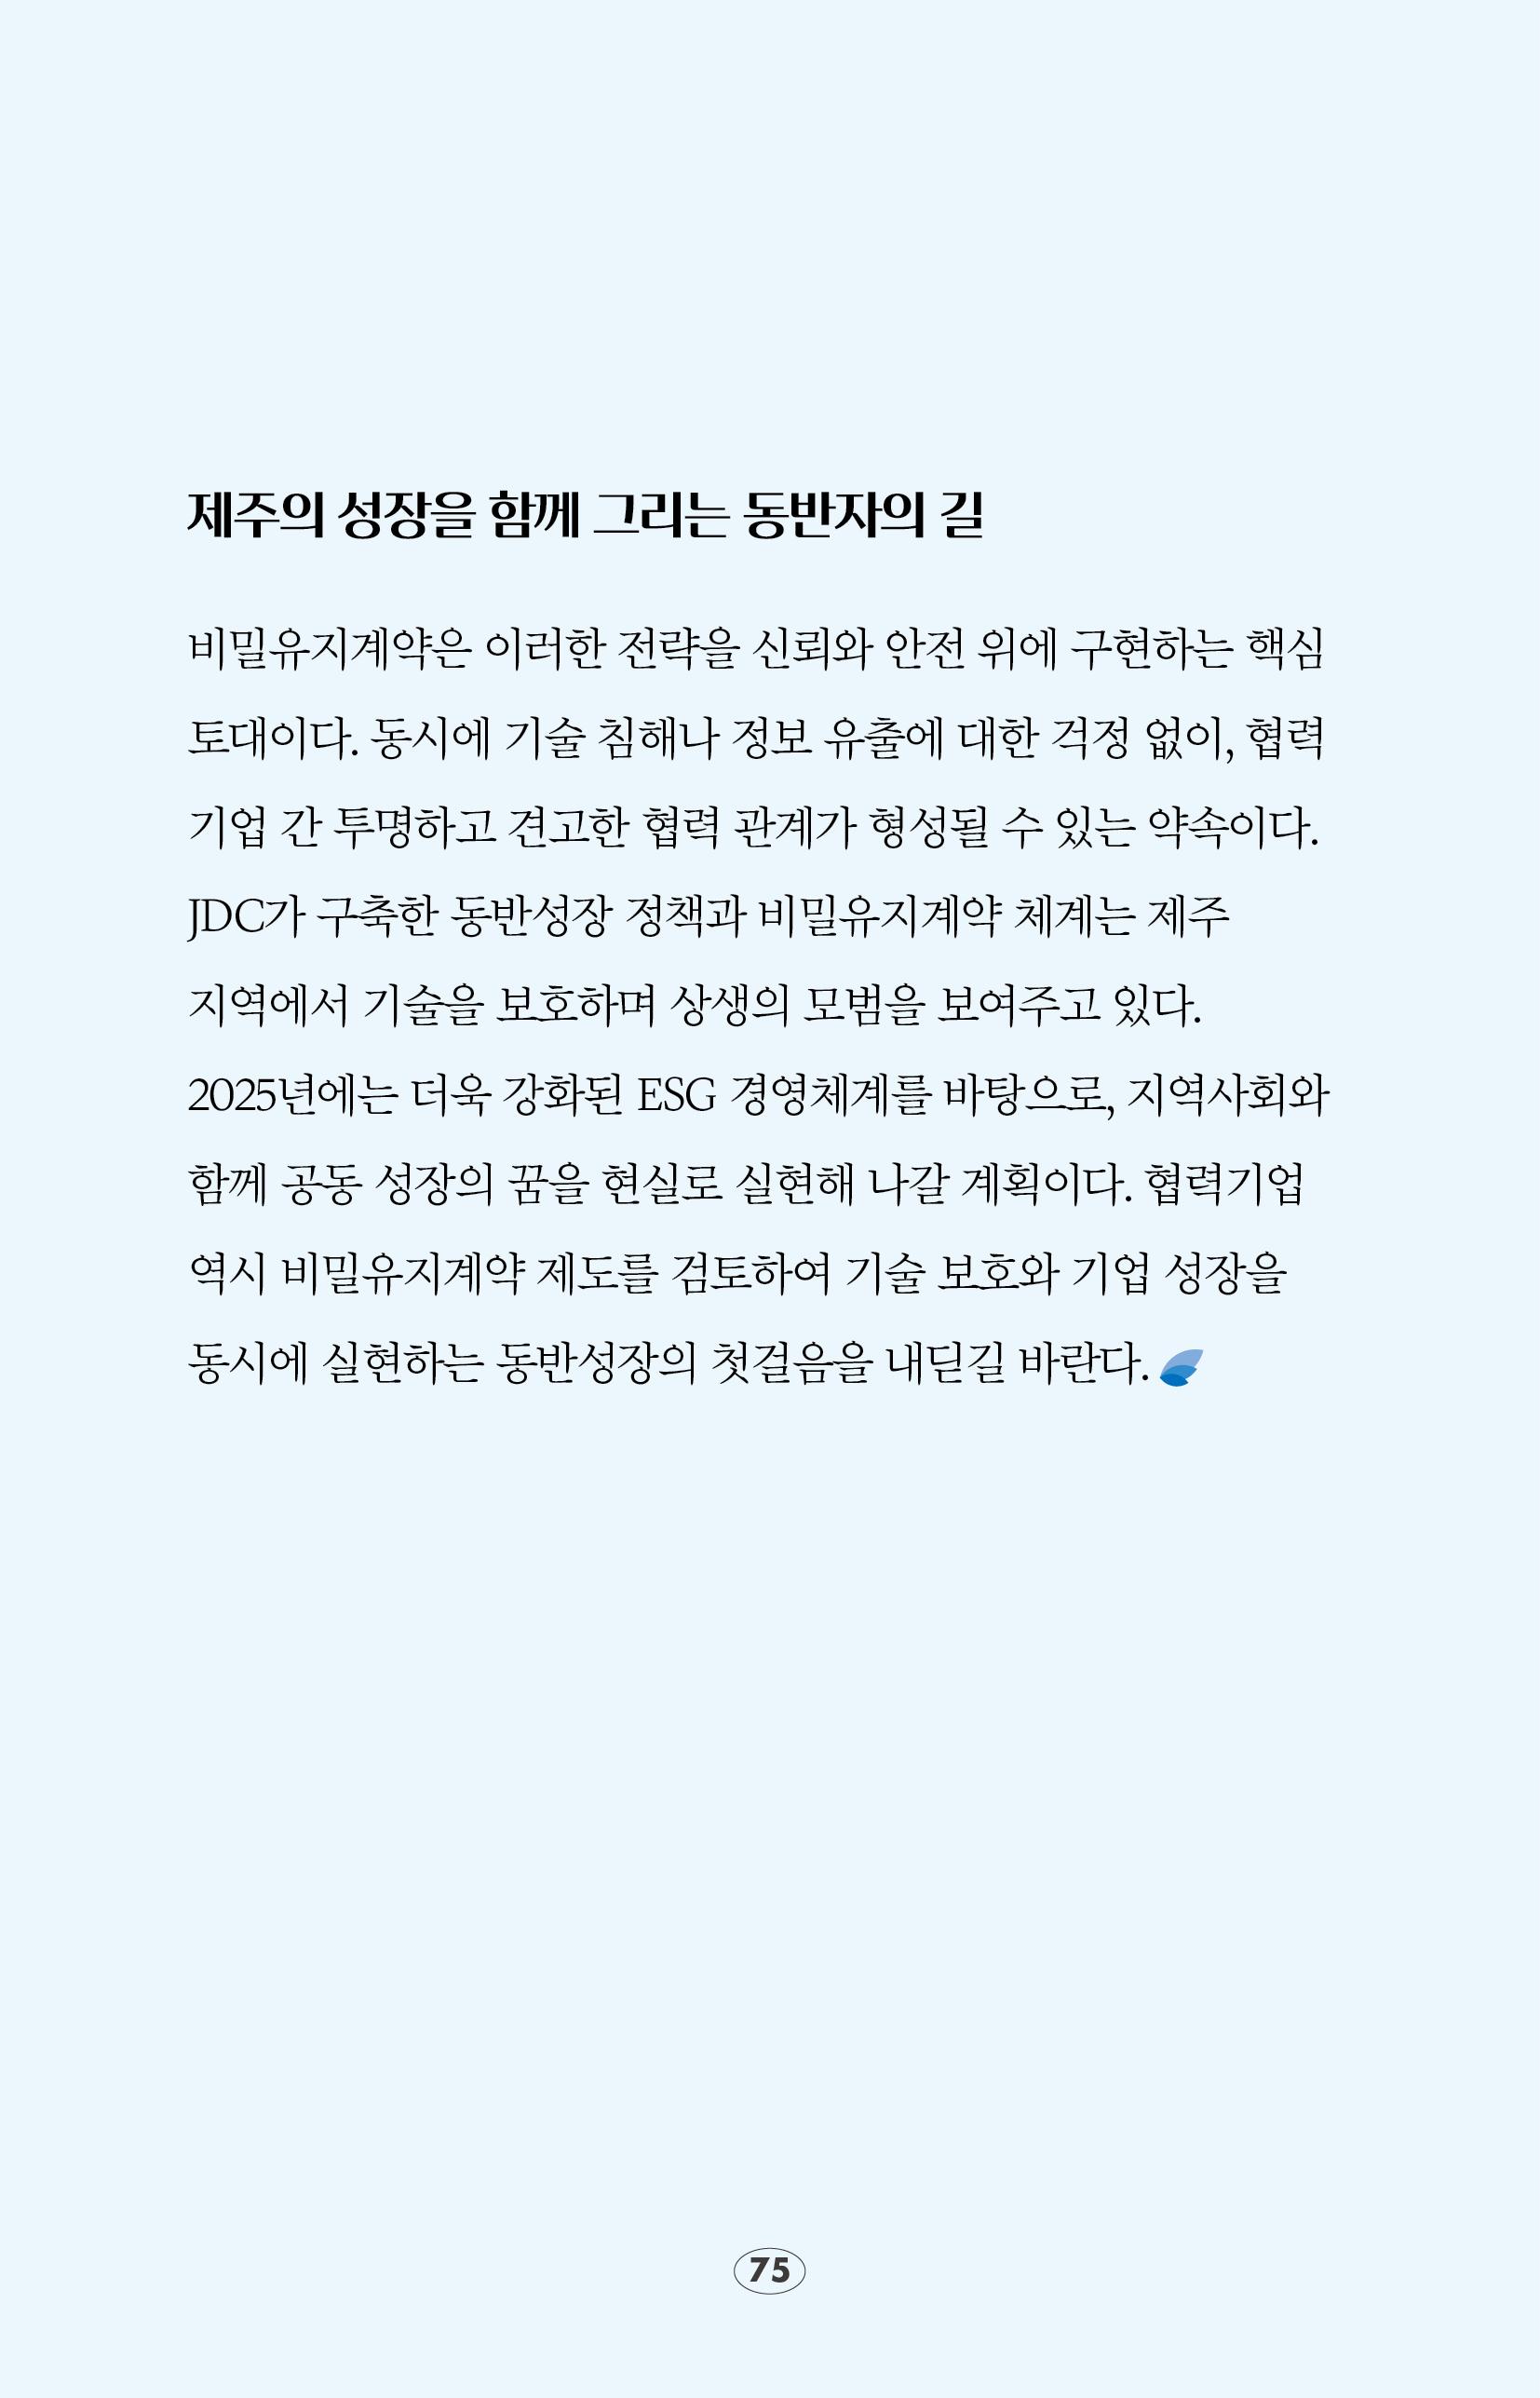 제주의 성장을 함께 그리는 동반자의 길
비밀유지계약은 이러한 전략을 신뢰와 안전 위에 구현하는 핵심
토대이다. 동시에 기술 침해나 정보 유출에 대한 걱정 없이, 협력
기업 간 투명하고 견고한 협력 관계가 형성될 수 있는 약속이다.
JDC가 구축한 동반성장 정책과 비밀유지계약 체계는 제주
지역에서 기술을 보호하며 상생의 모범을 보여주고 있다.
2025년에는 더욱 강화된 ESG 경영체계를 바탕으로, 지역사회와
함께 공동 성장의 꿈을 현실로 실현해 나갈 계획이다. 협력기업
역시 비밀유지계약 제도를 검토하여 기술 보호와 기업 성장을
동시에 실현하는 동반성장의 첫걸음을 내딛길 바란다.
75